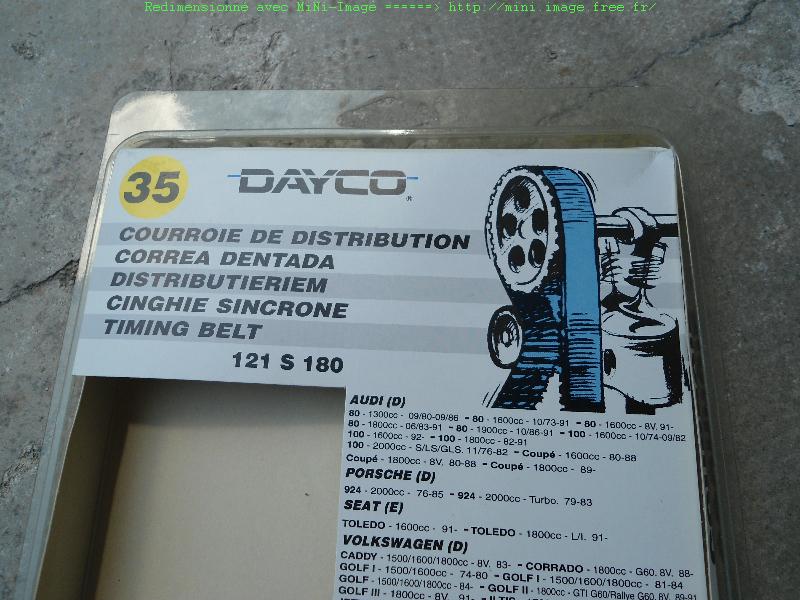 Redimensionné avec MiNi-Image ======> http://mini.image.free.fr/
35
DAYCO®
COURROIE DE DISTRIBUTION
CORREA DENTADA
DISTRIBUTIERIEM
CINGHIE SINCRONE
TIMING BELT
121 S 180
AUDI (D)
80 - 1300cc - 09/80-09/86 - 80 - 1600cc - 10/73-91 - 80 - 1600cc - 8V. 91-
80 - 1800cc - 06/83-91 - 80 - 1900cc - 10/86-91 - 100 - 1600cc - 10/74-09/82
100 - 1600cc - 92- - 100 - 1800cc - 82-91
100 - 2000cc - S/LS/GLS. 11/76-82 - Coupé - 1600cc - 80-88
Coupé - 1800cc - 8V. 80-88 - Coupé - 1800cc - 89-
PORSCHE (D)
924 - 2000cc - 76-85 - 924 - 2000cc - Turbo. 79-83
SEAT (E)
TOLEDO - 1600cc - 91- - TOLEDO - 1800cc - L/I. 91-
VOLKSWAGEN (D)
CADDY - 1500/1600/1800cc - 8V. 83- - CORRADO - 1800cc - G60. 8V. 88-
GOLF I - 1500/1600cc - 74-80 - GOLF I - 1500/1600/1800cc - 81-84
GOLF - 1500/1600/1800cc - 84- - GOLF II - 1800cc - GTI G60/Rallye G60. 8V. 89-91
GOLF III - 1800cc - 8V. 91-